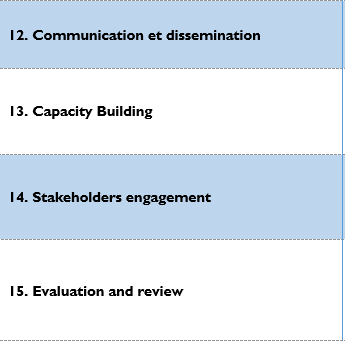 12. Communication et dissemination
13. Capacity Building
14. Stakeholders engagement
15. Evaluation and review